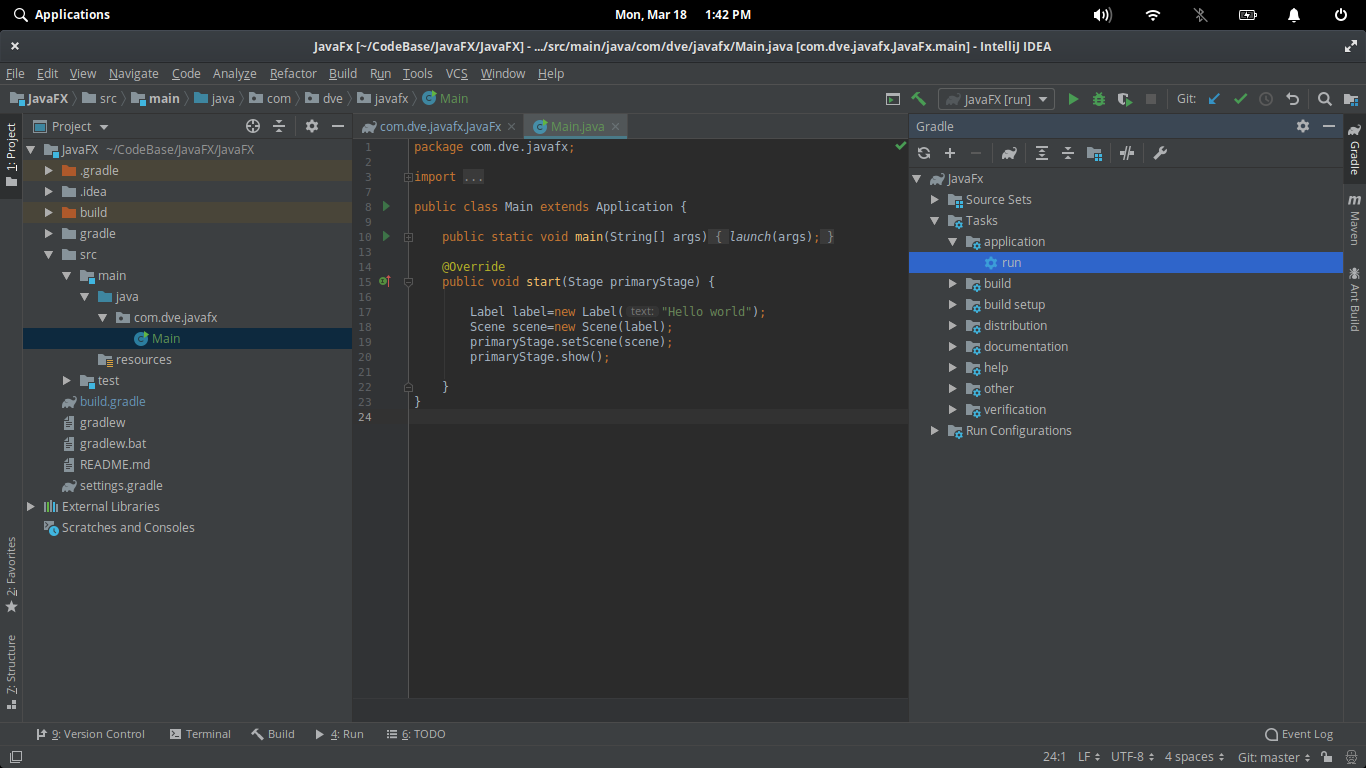 Applications
Mon, Mar 18 1:42 PM
JavaFx [~/CodeBase/JavaFX/JavaFX] - .../src/main/java/com/dve/javafx/Main.java [com.dve.javafx.JavaFx.main] - IntelliJ IDEA
File Edit View Navigate Code Analyze Refactor Build Run Tools VCS Window Help
JavaFX src main java com dve javafx Main
JavaFX [run] Git:
1: Project
2: Favorites
7: Structure
Project
JavaFX ~/CodeBase/JavaFX/JavaFX
.gradle
.idea
build
gradle
src
main
java
com.dve.javafx
Main
resources
test
build.gradle
gradlew
gradlew.bat
README.md
settings.gradle
External Libraries
Scratches and Consoles
com.dve.javafx.JavaFx Main.java
1 package com.dve.javafx;
2
3 import ...
7
8 public class Main extends Application {
9
10 public static void main(String[] args) { launch(args); }
13
14 @Override
15 public void start(Stage primaryStage) {
16
17 Label label=new Label( text: "Hello world");
18 Scene scene=new Scene(label);
19 primaryStage.setScene(scene);
20 primaryStage.show();
21
22 }
23 }
24
Gradle
JavaFx
Source Sets
Tasks
application
run
build
build setup
distribution
documentation
help
other
verification
Run Configurations
Gradle
m Maven
Ant Build
9: Version Control Terminal Build 4: Run 6: TODO Event Log
24:1 LF UTF-8 4 spaces Git: master